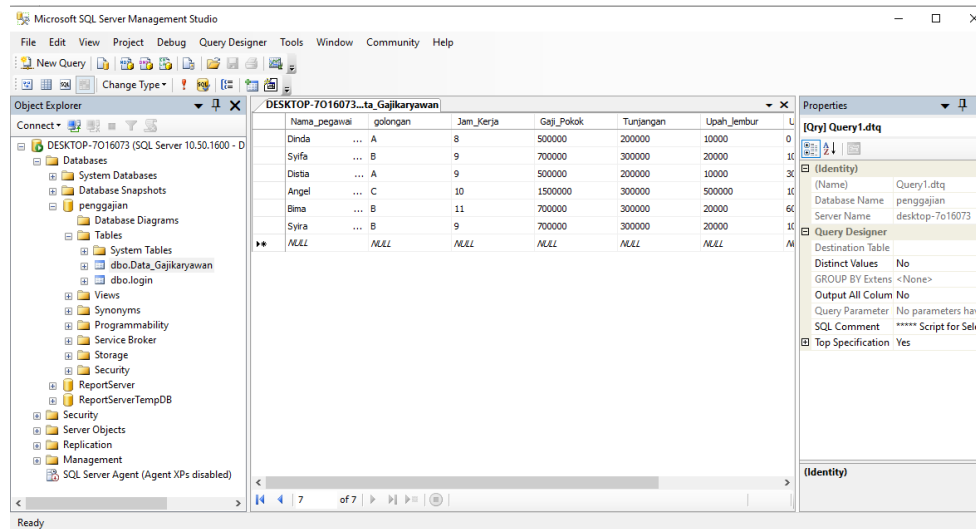 Microsoft SQL Server Management Studio
File Edit View Project Debug Query Designer Tools Window Community Help
New Query
Change Type
Object Explorer
Connect
DESKTOP-7O16073 (SQL Server 10.50.1600 - D
Databases
System Databases
Database Snapshots
penggajian
Database Diagrams
Tables
System Tables
dbo.Data_Gajikaryawan
dbo.login
Views
Synonyms
Programmability
Service Broker
Storage
Security
ReportServer
ReportServerTempDB
Security
Server Objects
Replication
Management
SQL Server Agent (Agent XPs disabled)
DESKTOP-7O16073...ta_Gajikaryawan
Nama_pegawai golongan Jam_Kerja Gaji_Pokok Tunjangan Upah_lembur U
Dinda ... A 8 500000 200000 10000 0
Syifa ... B 9 700000 300000 20000 10
Distia ... A 9 500000 200000 10000 30
Angel ... C 10 1500000 300000 500000 10
Bima ... B 11 700000 300000 20000 60
Syira ... B 9 700000 300000 20000 10
NULL NULL NULL NULL NULL NULL
7 of 7
Properties
[Qry] Query1.dtq
(Identity)
(Name) Query1.dtq
Database Name penggajian
Server Name desktop-7o16073
Query Designer
Destination Table
Distinct Values No
GROUP BY Extens <None>
Output All Colum No
Query Parameter No parameters hav
SQL Comment ***** Script for Sele
Top Specification Yes
(Identity)
Ready